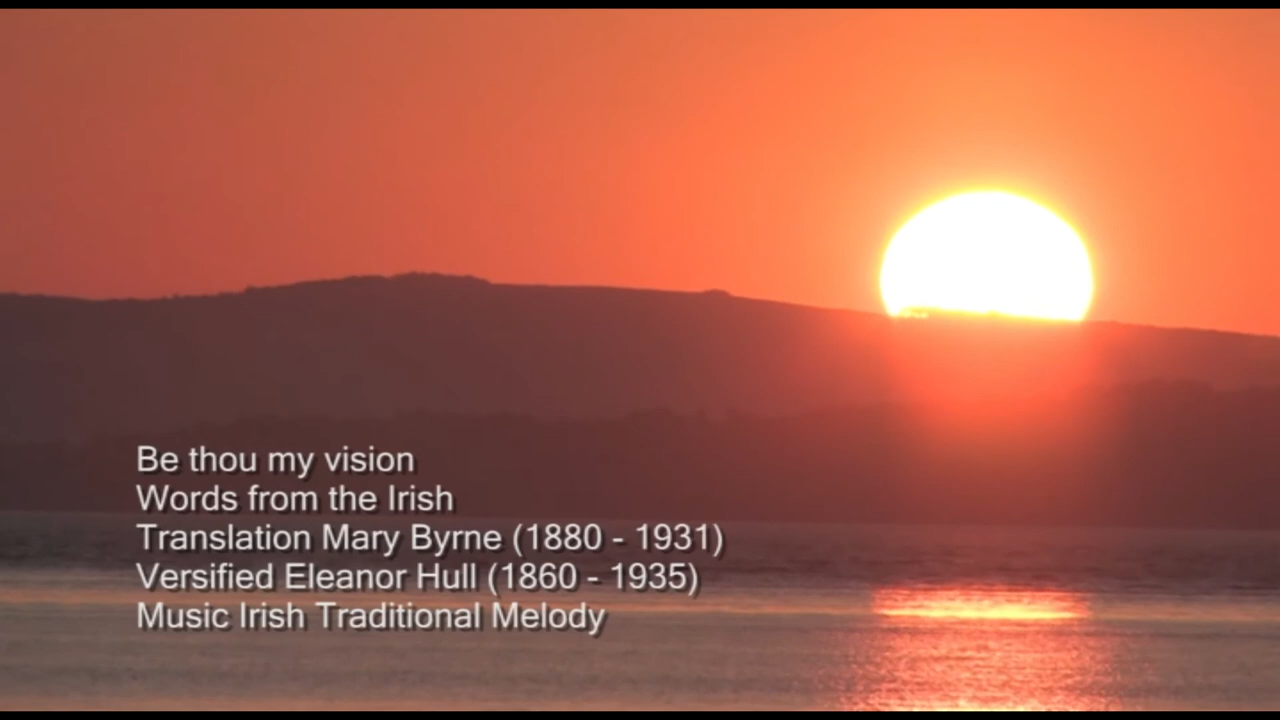 Be thou my vision
Words from the Irish
Translation Mary Byrne (1880 - 1931)
Versified Eleanor Hull (1860 - 1935)
Music Irish Traditional Melody